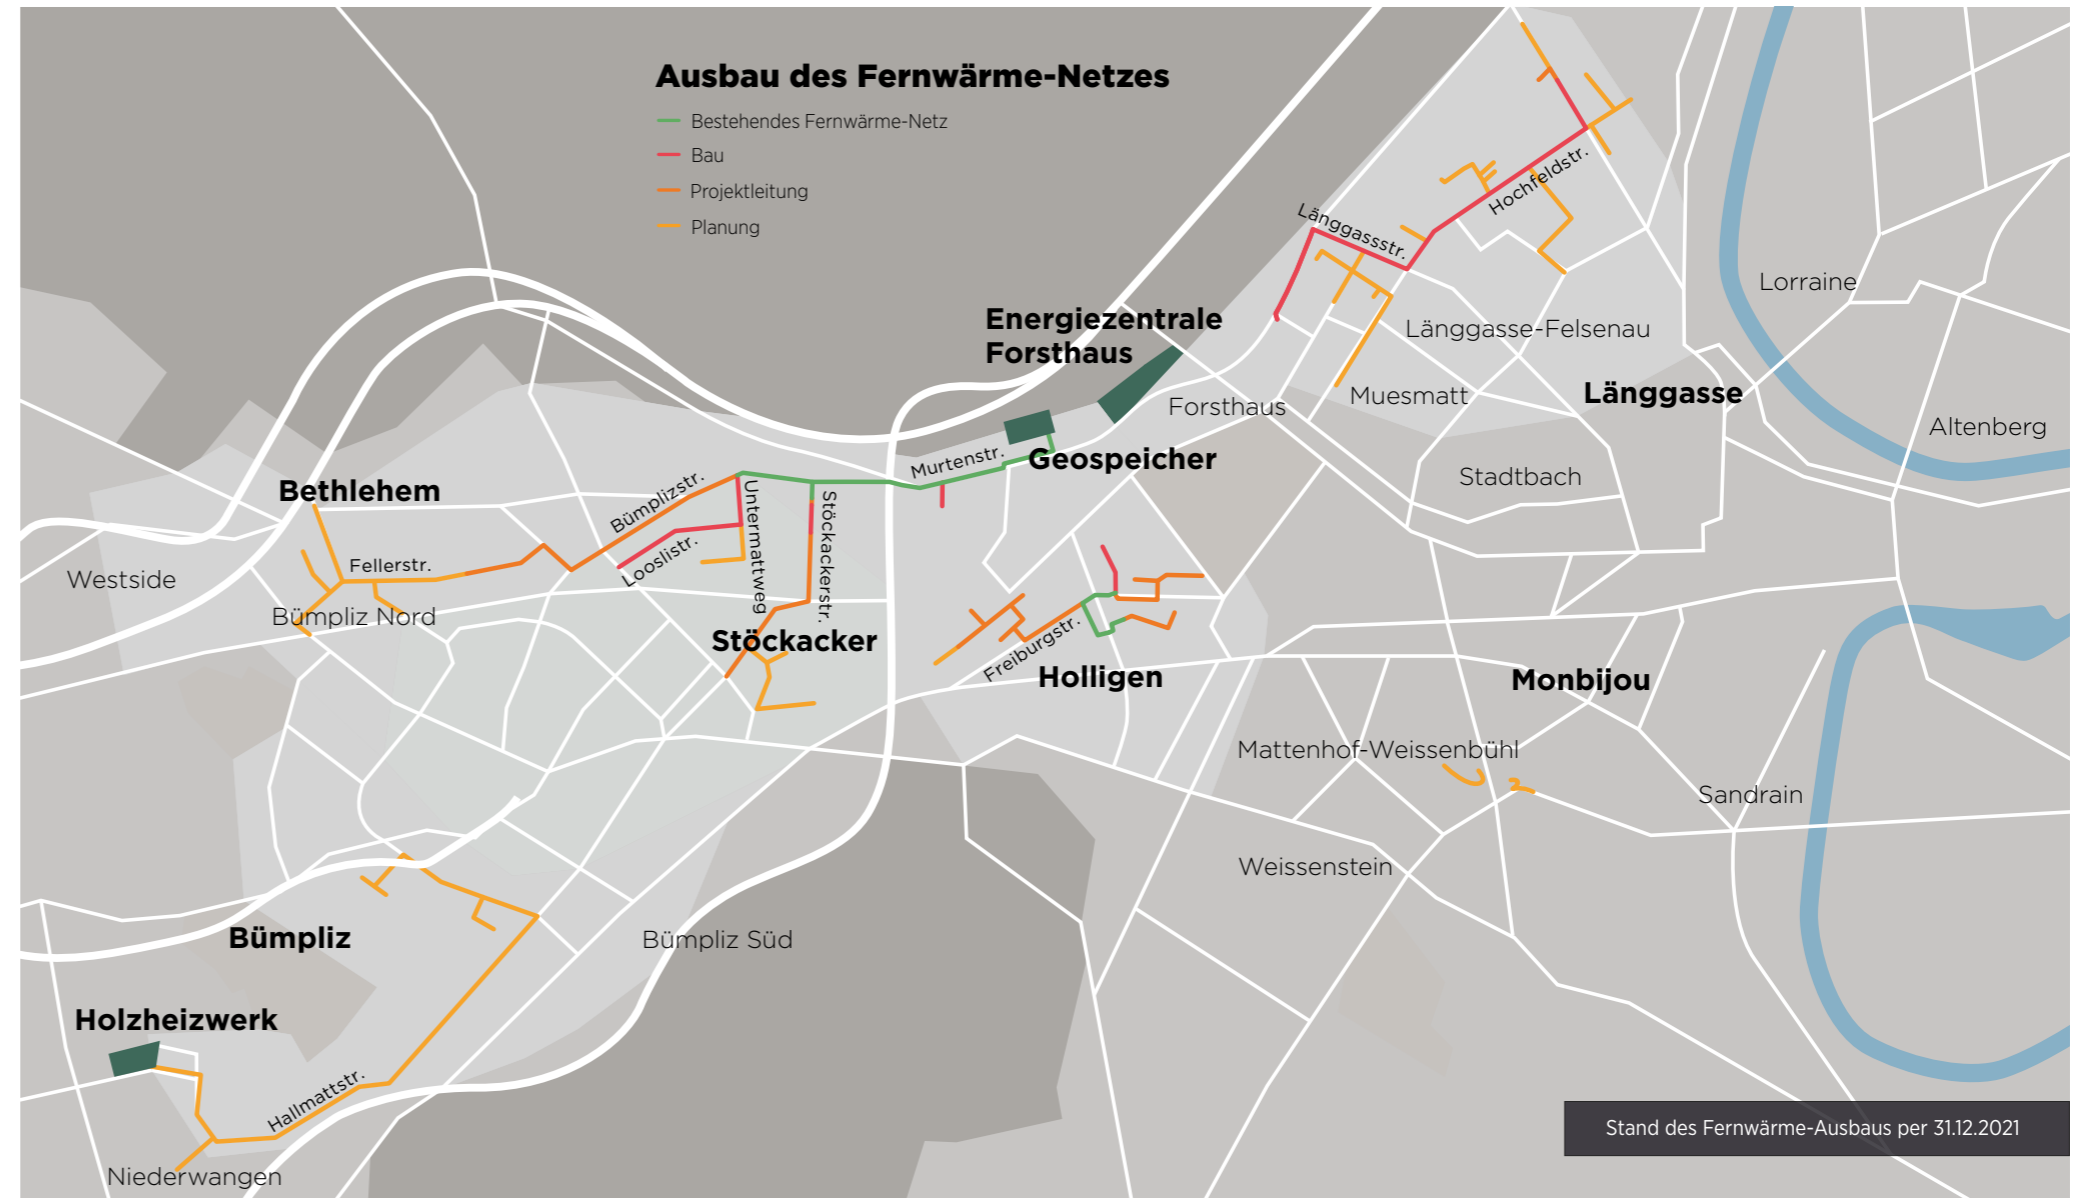 Ausbau des Fernwärme-Netzes
Bestehendes Fernwärme-Netz
Bau
Projektleitung
Planung
Hochfeldstr.
Länggassstr.
Lorraine
Energiezentrale
Forsthaus
Länggasse-Felsenau
Länggasse
Muesmatt
Forsthaus
Altenberg
Murtenstr.
Geospeicher
Stadtbach
Bethlehem
Bümplizstr.
Untermattweg
Stöckackerstr.
Looslistr.
Fellerstr.
Westside
Bümpliz Nord
Stöckacker
Freiburgstr.
Holligen
Monbijou
Mattenhof-Weissenbühl
Sandrain
Weissenstein
Bümpliz
Bümpliz Süd
Holzheizwerk
Hallmattstr.
Niederwangen
Stand des Fernwärme-Ausbaus per 31.12.2021